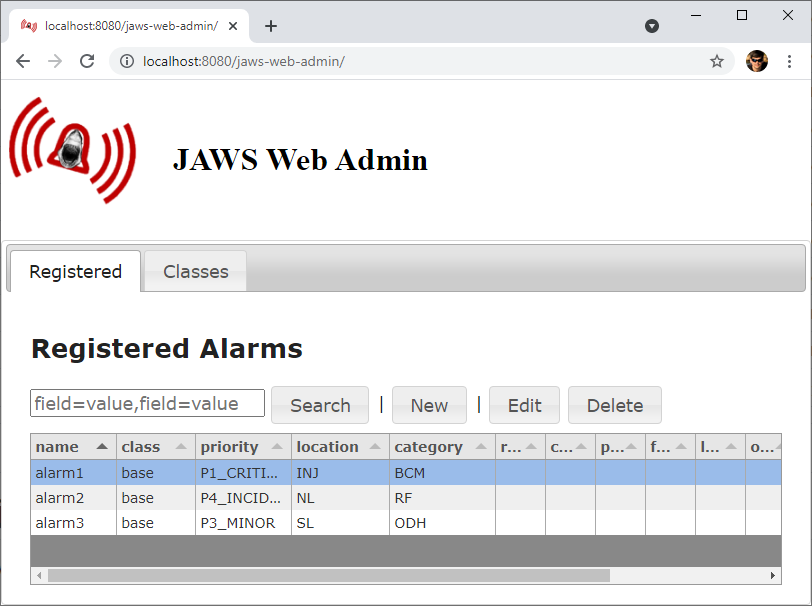 localhost:8080/jaws-web-admin/
localhost:8080/jaws-web-admin/
JAWS Web Admin
Registered Classes
Registered Alarms
field=value,field=value Search | New | Edit Delete
name class priority location category r... c... p... f... l... o...
alarm1 base P1_CRITI... INJ BCM
alarm2 base P4_INCID... NL RF
alarm3 base P3_MINOR SL ODH